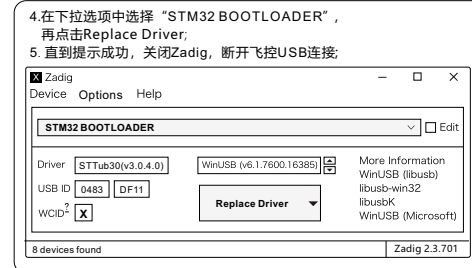 4.在下拉选项中选择“STM32 BOOTLOADER”,
再点击Replace Driver;
5. 直到提示成功，关闭Zadig，断开飞控USB连接;
X Zadig
Device Options Help
STM32 BOOTLOADER Edit
Driver STTub30(v3.0.4.0) WinUSB (v6.1.7600.16385) More Information
WinUSB (libusb)
USB ID 0483 DF11 libusb-win32
Replace Driver libusbK
WCID? X WinUSB (Microsoft)
8 devices found Zadig 2.3.701